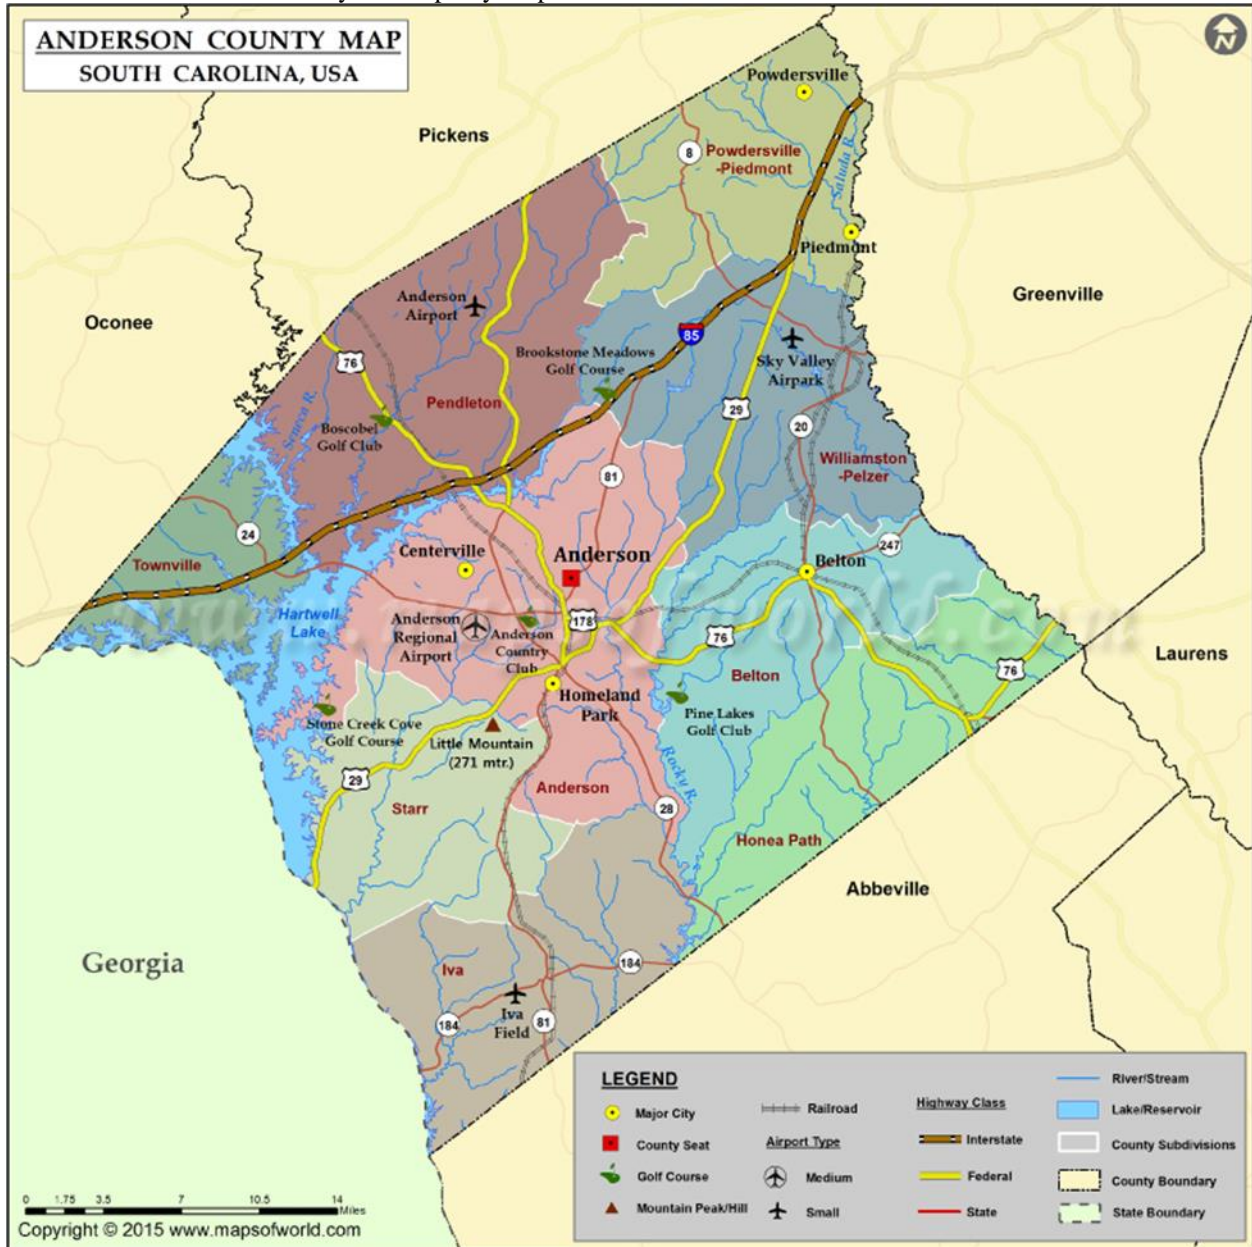 ANDERSON COUNTY MAP
SOUTH CAROLINA, USA
N
Powdersville
Pickens
8
Powdersville
-Piedmont
Saluda R.
Piedmont
Anderson
Airport
Greenville
Oconee
85
76
Brookstone Meadows
Golf Course
Sky Valley
Airpark
Seneca R.
Pendleton
29
Boscobel
Golf Club
20
Williamston
-Pelzer
81
24
Centerville
Anderson
247
Belton
Townville
www.mapsofworld.com
Hartwell
Lake
Anderson
Regional
Airport
Anderson
Country
Club
178
76
Laurens
Belton
76
Homeland
Park
Stone Creek Cove
Golf Course
Pine Lakes
Golf Club
Little Mountain
(271 mtr.)
Rocky R.
29
Anderson
Starr
28
Honea Path
Abbeville
Georgia
Iva
184
Iva
Field
184
81
LEGEND
Major City
County Seat
Golf Course
Mountain Peak/Hill
Railroad
Airport Type
Medium
Small
Highway Class
Interstate
Federal
State
River/Stream
Lake/Reservoir
County Subdivisions
County Boundary
State Boundary
0 1.75 3.5 7 10.5 14
Miles
Copyright © 2015 www.mapsofworld.com